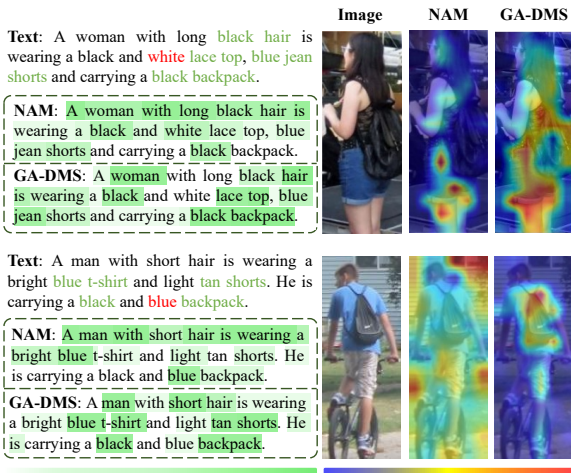 Image NAM GA-DMS
Text: A woman with long black hair is
wearing a black and white lace top, blue jean
shorts and carrying a black backpack.
NAM: A woman with long black hair is
wearing a black and white lace top, blue
jean shorts and carrying a black backpack.
GA-DMS: A woman with long black hair
is wearing a black and white lace top, blue
jean shorts and carrying a black backpack.
Text: A man with short hair is wearing a
bright blue t-shirt and light tan shorts. He is
carrying a black and blue backpack.
NAM: A man with short hair is wearing a
bright blue t-shirt and light tan shorts. He
is carrying a black and blue backpack.
GA-DMS: A man with short hair is wearing
a bright blue t-shirt and light tan shorts. He
is carrying a black and blue backpack.